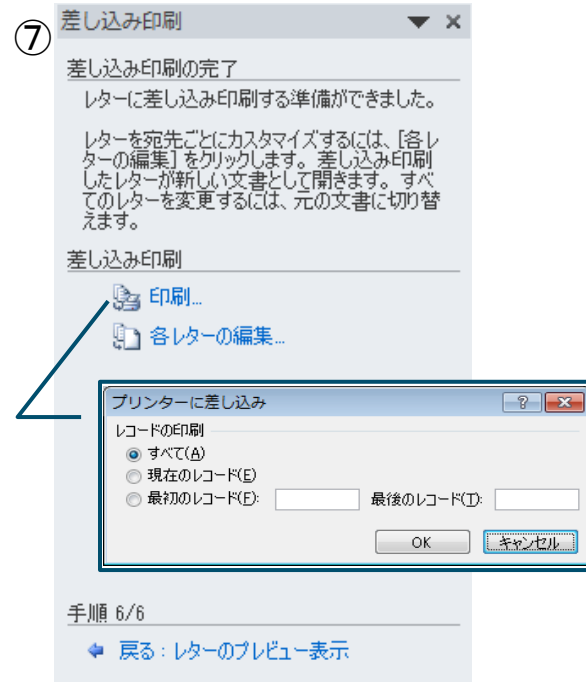 ⑦
差し込み印刷
差し込み印刷の完了
レターに差し込み印刷する準備ができました。
レターを宛先ごとにカスタマイズするには、[各レ
ターの編集] をクリックします。差し込み印刷
したレターが新しい文書として開きます。すべ
てのレターを変更するには、元の文書に切り替
えます。
差し込み印刷
印刷...
各レターの編集...
プリンターに差し込み
レコードの印刷
すべて(A)
現在のレコード(E)
最初のレコード(F): 最後のレコード(T):
OK キャンセル
手順 6/6
戻る : レターのプレビュー表示